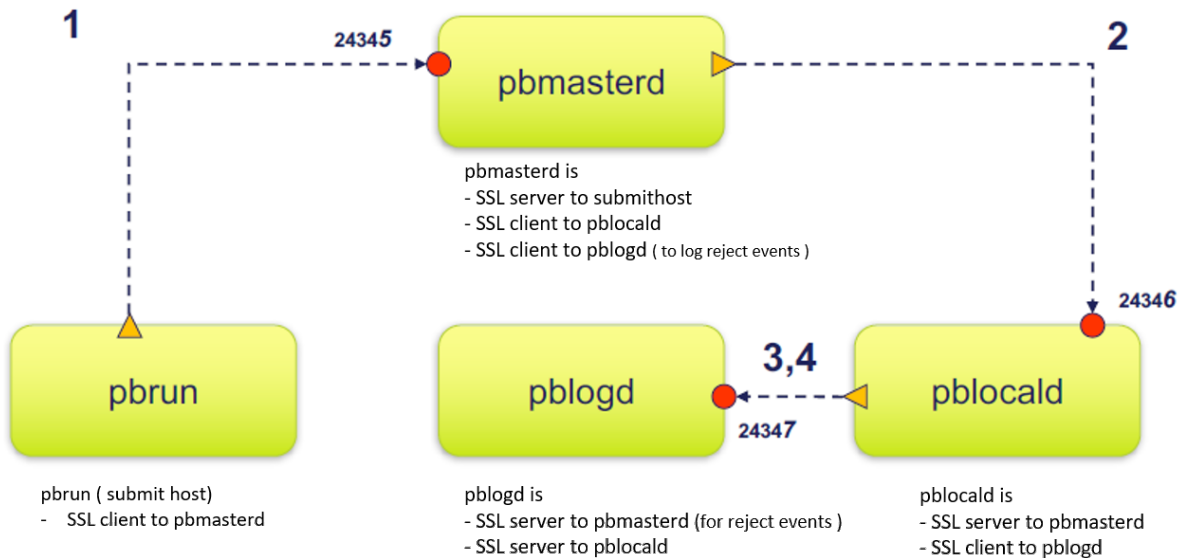 1
24345
pbmasterd
2
pbmasterd is
- SSL server to submithost
- SSL client to pblocald
- SSL client to pblogd ( to log reject events )
24346
pbrun
pblogd
3,4
24347
pblocald
pbrun ( submit host)
- SSL client to pbmasterd
pblogd is
- SSL server to pbmasterd (for reject events )
- SSL server to pblocald
pblocald is
- SSL server to pbmasterd
- SSL client to pblogd